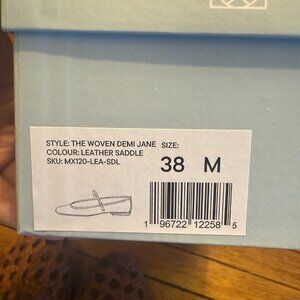 STYLE: THE WOVEN DEMI JANE SIZE:
COLOUR: LEATHER SADDLE
SKU: MX120-LEA-SDL
38 M
1 96722 12258 5